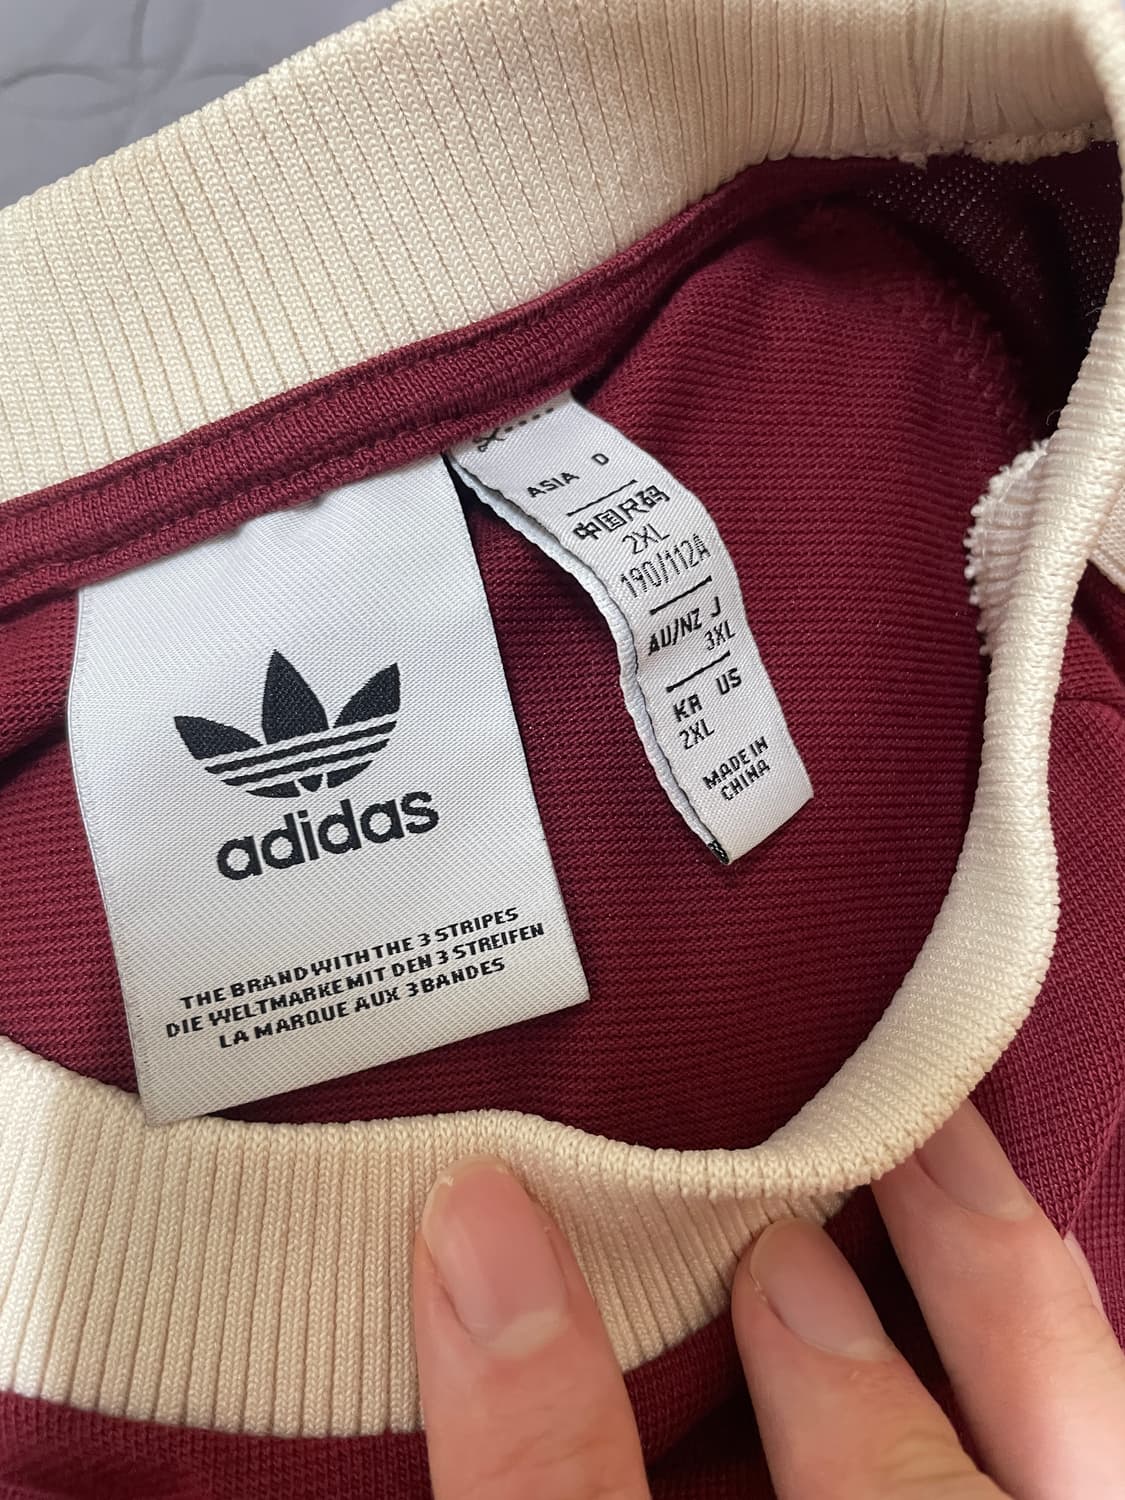 adidas
THE BRAND WITH THE 3 STRIPES
DIE WELTMARKE MIT DEN 3 STREIFEN
LA MARQUE AUX 3 BANDES
ASIA D
中国尺码
2XL
190/112A
AU/NZ J
3XL
KR US
2XL
MADE IN
CHINA